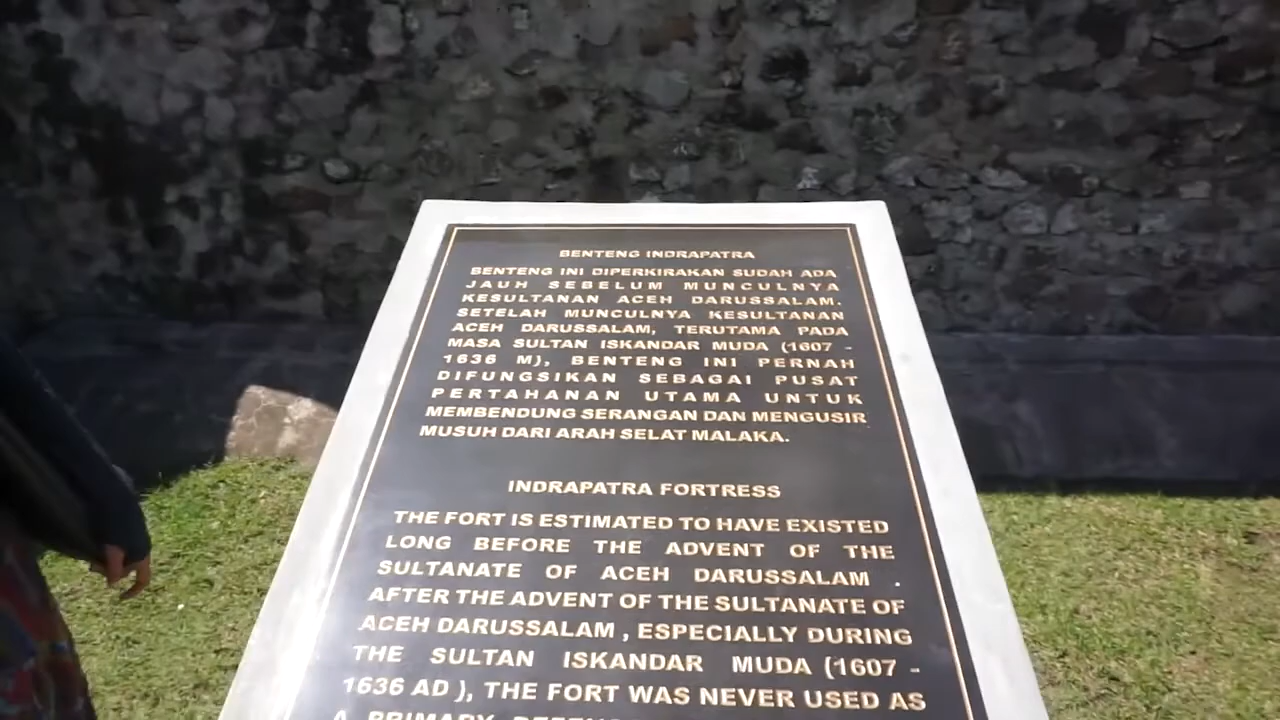 BENTENG INDRAPATRA
BENTENG INI DIPERKIRAKAN SUDAH ADA
JAUH SEBELUM MUNCULNYA
KESULTANAN ACEH DARUSSALAM.
SETELAH MUNCULNYA KESULTANAN
ACEH DARUSSALAM, TERUTAMA PADA
MASA SULTAN ISKANDAR MUDA (1607 -
1636 M), BENTENG INI PERNAH
DIFUNGSIKAN SEBAGAI PUSAT
PERTAHANAN UTAMA UNTUK
MEMBENDUNG SERANGAN DAN MENGUSIR
MUSUH DARI ARAH SELAT MALAKA.
INDRAPATRA FORTRESS
THE FORT IS ESTIMATED TO HAVE EXISTED
LONG BEFORE THE ADVENT OF THE
SULTANATE OF ACEH DARUSSALAM .
AFTER THE ADVENT OF THE SULTANATE OF
ACEH DARUSSALAM , ESPECIALLY DURING
THE SULTAN ISKANDAR MUDA (1607 -
1636 AD ), THE FORT WAS NEVER USED AS
A PRIMARY